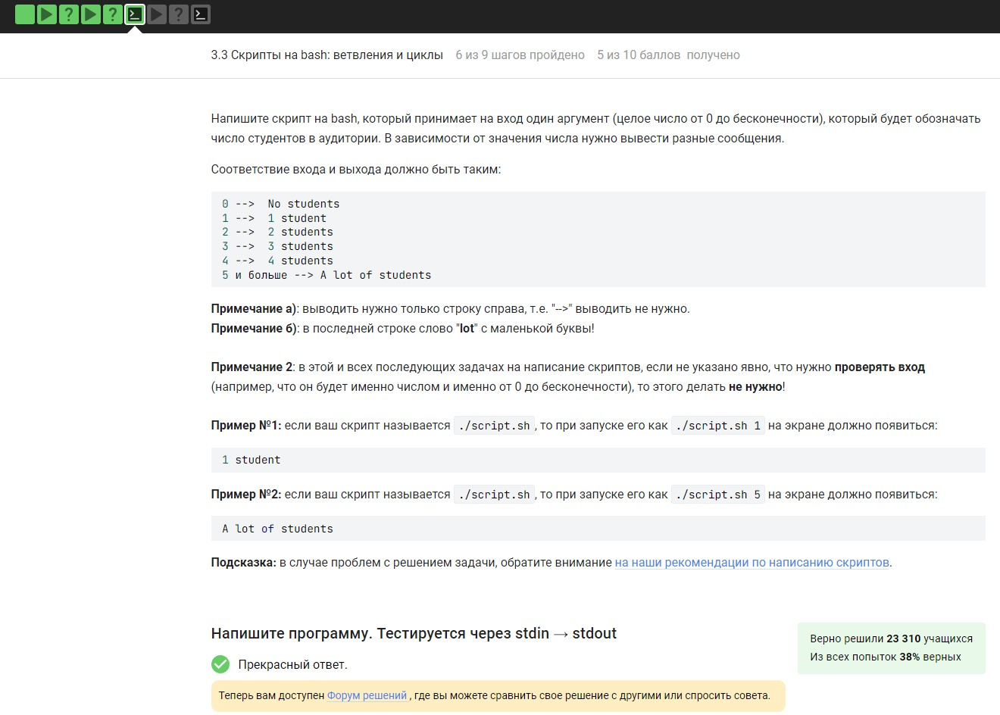 3.3 Скрипты на bash: ветвления и циклы 6 из 9 шагов пройдено 5 из 10 баллов получено
Напишите скрипт на bash, который принимает на вход один аргумент (целое число от 0 до бесконечности), который будет обозначать
число студентов в аудитории. В зависимости от значения числа нужно вывести разные сообщения.
Соответствие входа и выхода должно быть таким:
0 -->  No students
1 -->  1 student
2 -->  2 students
3 -->  3 students
4 -->  4 students
5 и больше --> A lot of students
Примечание а): выводить нужно только строку справа, т.е. "-->" выводить не нужно.
Примечание б): в последней строке слово "lot" с маленькой буквы!
Примечание 2: в этой и всех последующих задачах на написание скриптов, если не указано явно, что нужно проверять вход
(например, что он будет именно числом и именно от 0 до бесконечности), то этого делать не нужно!
Пример №1: если ваш скрипт называется ./script.sh, то при запуске его как ./script.sh 1 на экране должно появиться:
1 student
Пример №2: если ваш скрипт называется ./script.sh, то при запуске его как ./script.sh 5 на экране должно появиться:
A lot of students
Подсказка: в случае проблем с решением задачи, обратите внимание на наши рекомендации по написанию скриптов.
Напишите программу. Тестируется через stdin → stdout
Верно решили 23 310 учащихся
Из всех попыток 38% верных
Прекрасный ответ.
Теперь вам доступен Форум решений , где вы можете сравнить свое решение с другими или спросить совета.